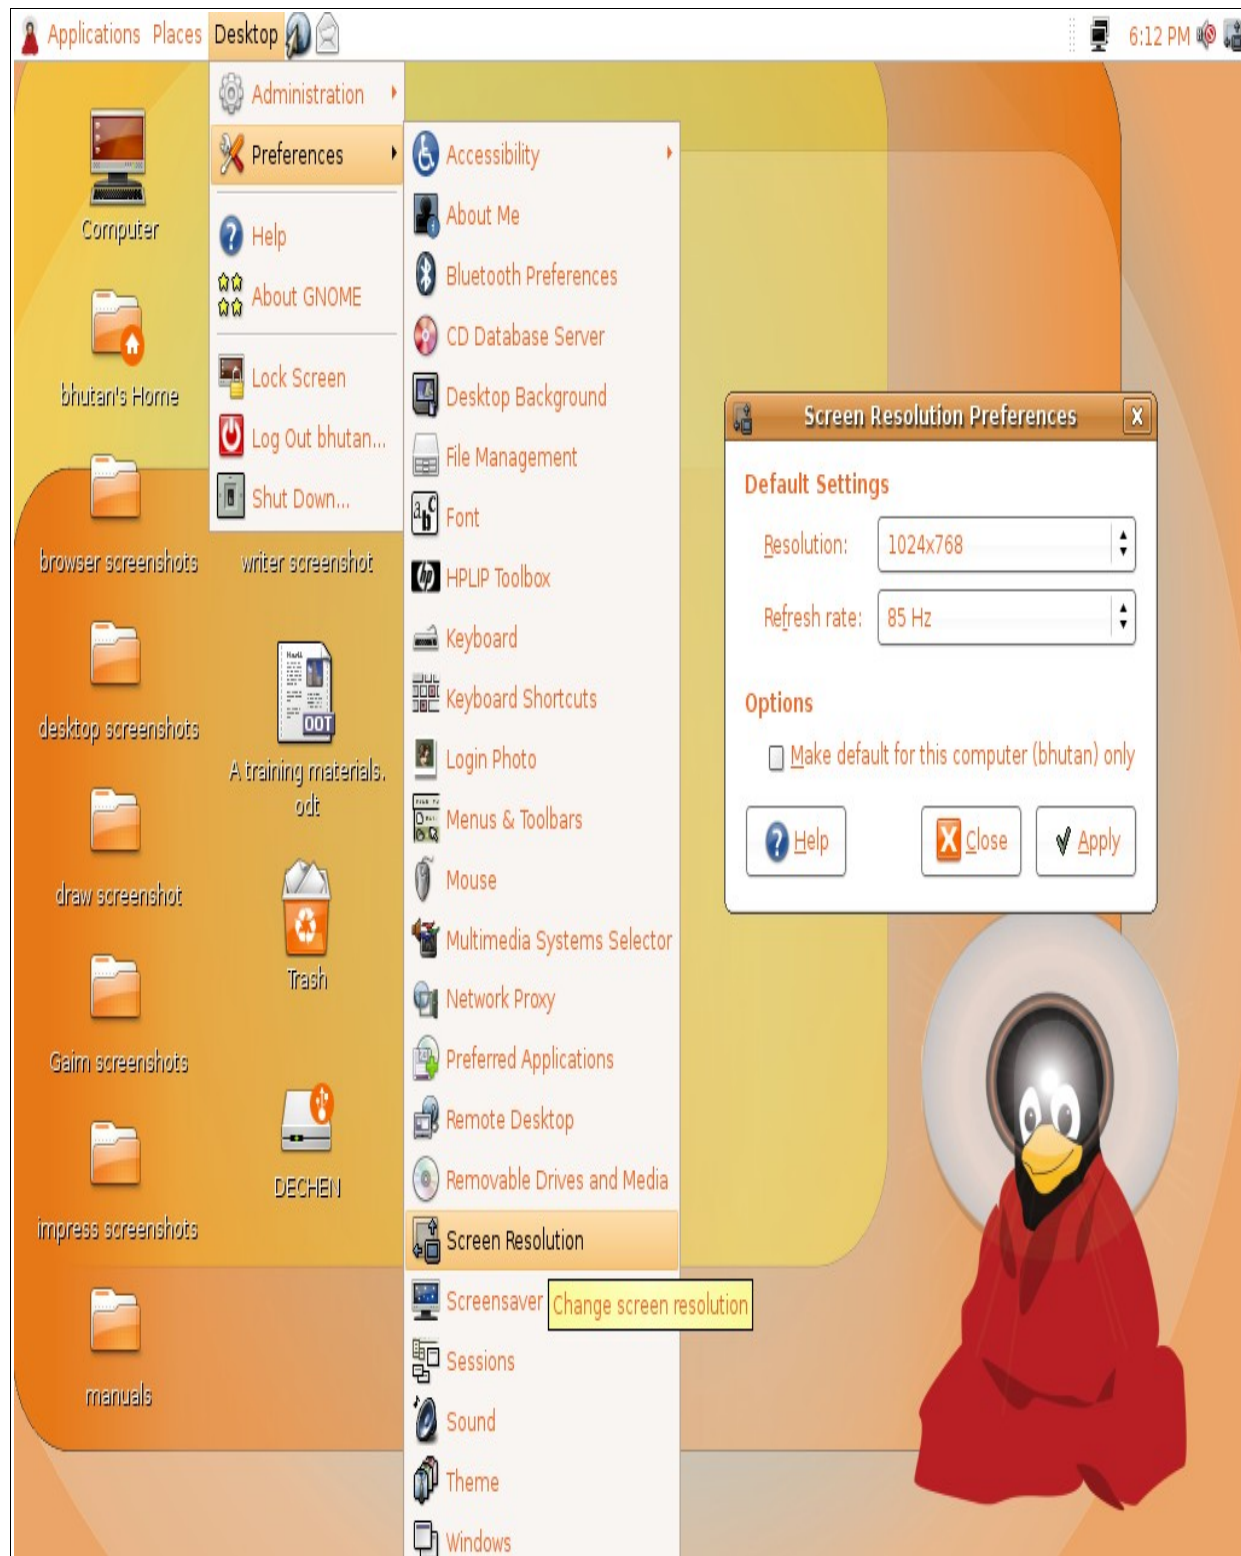 Applications Places Desktop
6:12 PM
Administration
Preferences
Help
About GNOME
Lock Screen
Log Out bhutan...
Shut Down...
Accessibility
About Me
Bluetooth Preferences
CD Database Server
Desktop Background
File Management
Font
HPLIP Toolbox
Keyboard
Keyboard Shortcuts
Login Photo
Menus & Toolbars
Mouse
Multimedia Systems Selector
Network Proxy
Preferred Applications
Remote Desktop
Removable Drives and Media
Screen Resolution
Screensaver
Change screen resolution
Sessions
Sound
Theme
Windows
Computer
bhutan's Home
browser screenshots
desktop screenshots
draw screenshot
Gaim screenshots
impress screenshots
manuals
writer screenshot
OOT
A training materials.
odt
Trash
DECHEN
Screen Resolution Preferences
Default Settings
Resolution: 1024x768
Refresh rate: 85 Hz
Options
Make default for this computer (bhutan) only
Help Close Apply